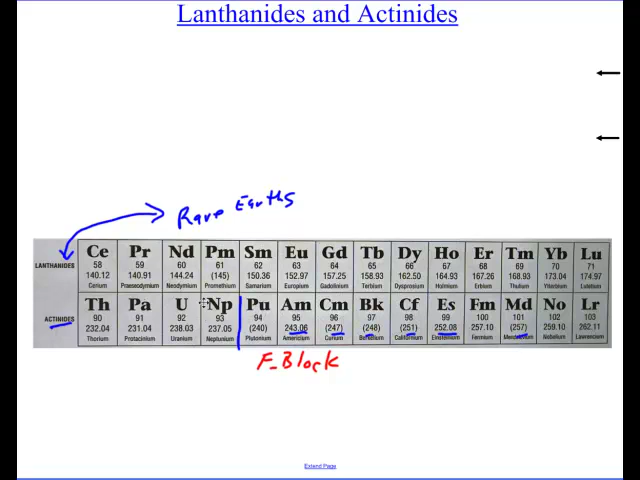 Lanthanides and Actinides
Rare Earths
LANTHANIDES
Ce Pr Nd Pm Sm Eu Gd Tb Dy Ho Er Tm Yb Lu
58 59 60 61 62 63 64 65 66 67 68 69 70 71
140.12 140.91 144.24 (145) 150.36 152.97 157.25 158.93 162.50 164.93 167.26 168.93 173.04 174.97
Cerium Praseodymium Neodymium Promethium Samarium Europium Gadolinium Terbium Dysprosium Holmium Erbium Thulium Ytterbium Lutetium
ACTINIDES
Th Pa U Np Pu Am Cm Bk Cf Es Fm Md No Lr
90 91 92 93 94 95 96 97 98 99 100 101 102 103
232.04 231.04 238.03 237.05 (240) 243.06 (247) (248) (251) 252.08 257.10 (257) 259.10 262.11
Thorium Protactinium Uranium Neptunium Plutonium Americium Curium Berkelium Californium Einsteinium Fermium Mendelevium Nobelium Lawrencium
F-Block
Extend Page